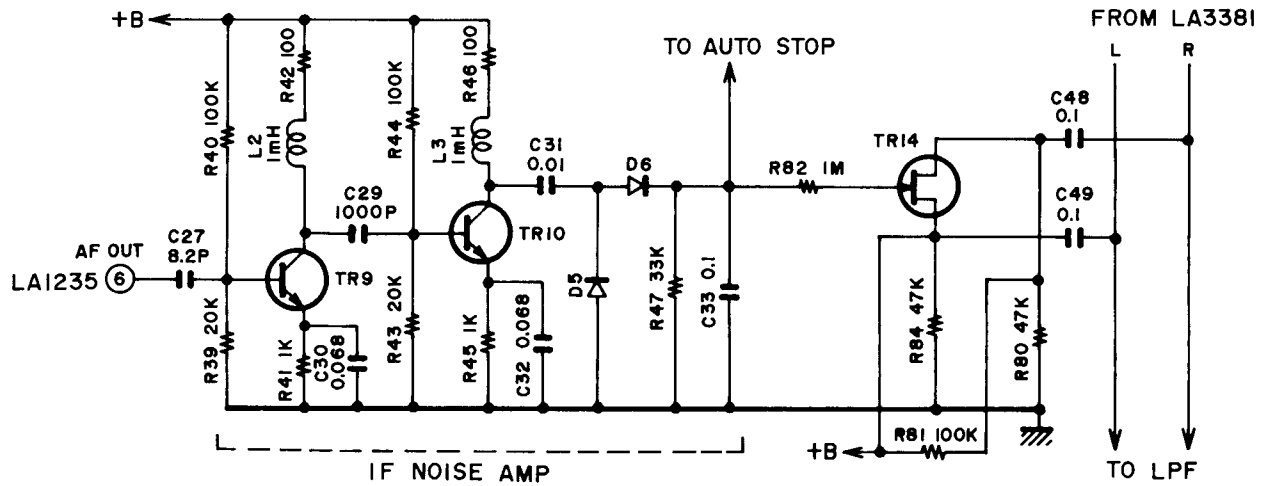 +B
FROM LA3381
L R
TO AUTO STOP
R40 100K
R42 100
L2
1mH
R44 100K
R46 100
L3
1mH
C31
0.01
D6
R82 1M
TR14
C48
0.1
C49
0.1
C29
1000P
TR10
AF OUT
C27
8.2P
LA1235 6
TR9
R39 20K
R41 1K
C30
0.068
R43 20K
R45 1K
C32 0.068
D5
R47 33K
C33 0.1
R84 47K
R80 47K
+B
R81 100K
IF NOISE AMP
TO LPF